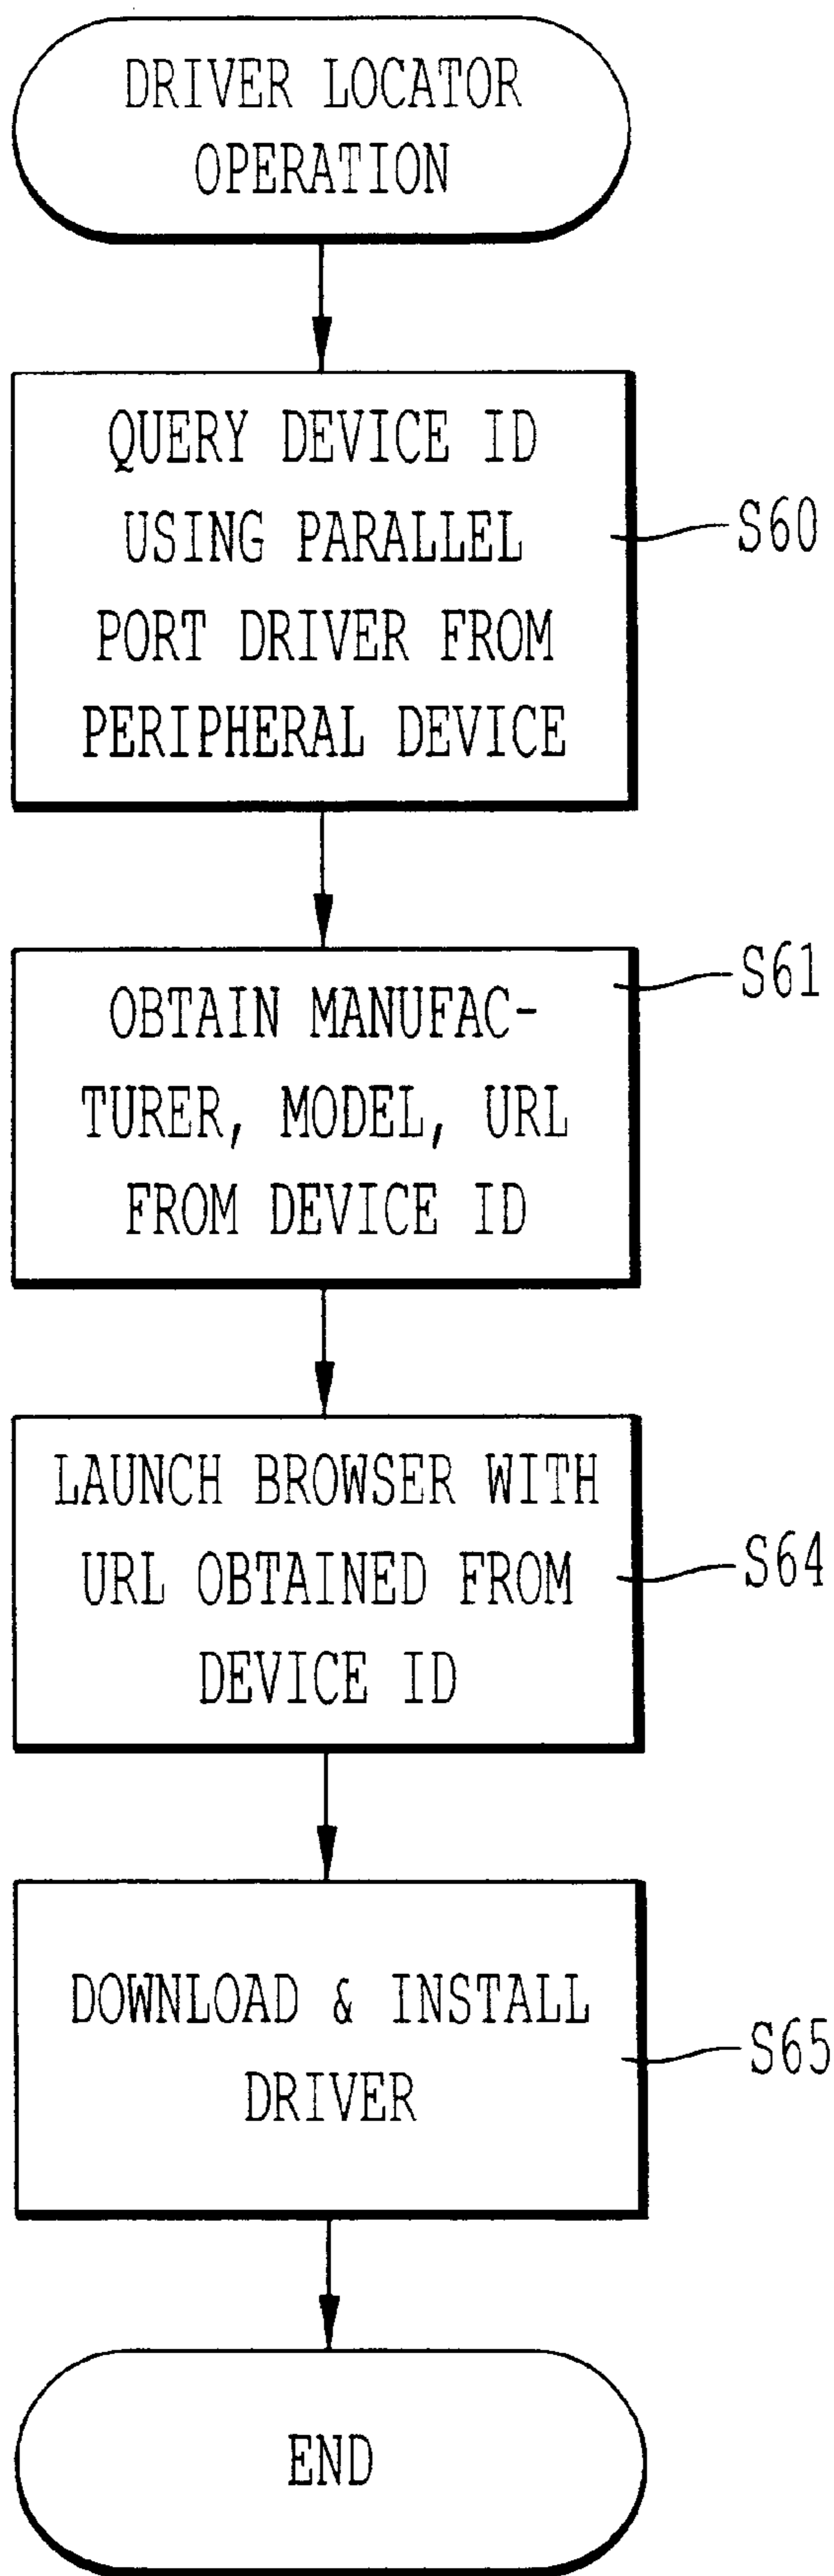 DRIVER LOCATOR
OPERATION
QUERY DEVICE ID
USING PARALLEL
PORT DRIVER FROM
PERIPHERAL DEVICE
S60
OBTAIN MANUFAC-
TURER, MODEL, URL
FROM DEVICE ID
S61
LAUNCH BROWSER WITH
URL OBTAINED FROM
DEVICE ID
S64
DOWNLOAD & INSTALL
DRIVER
S65
END